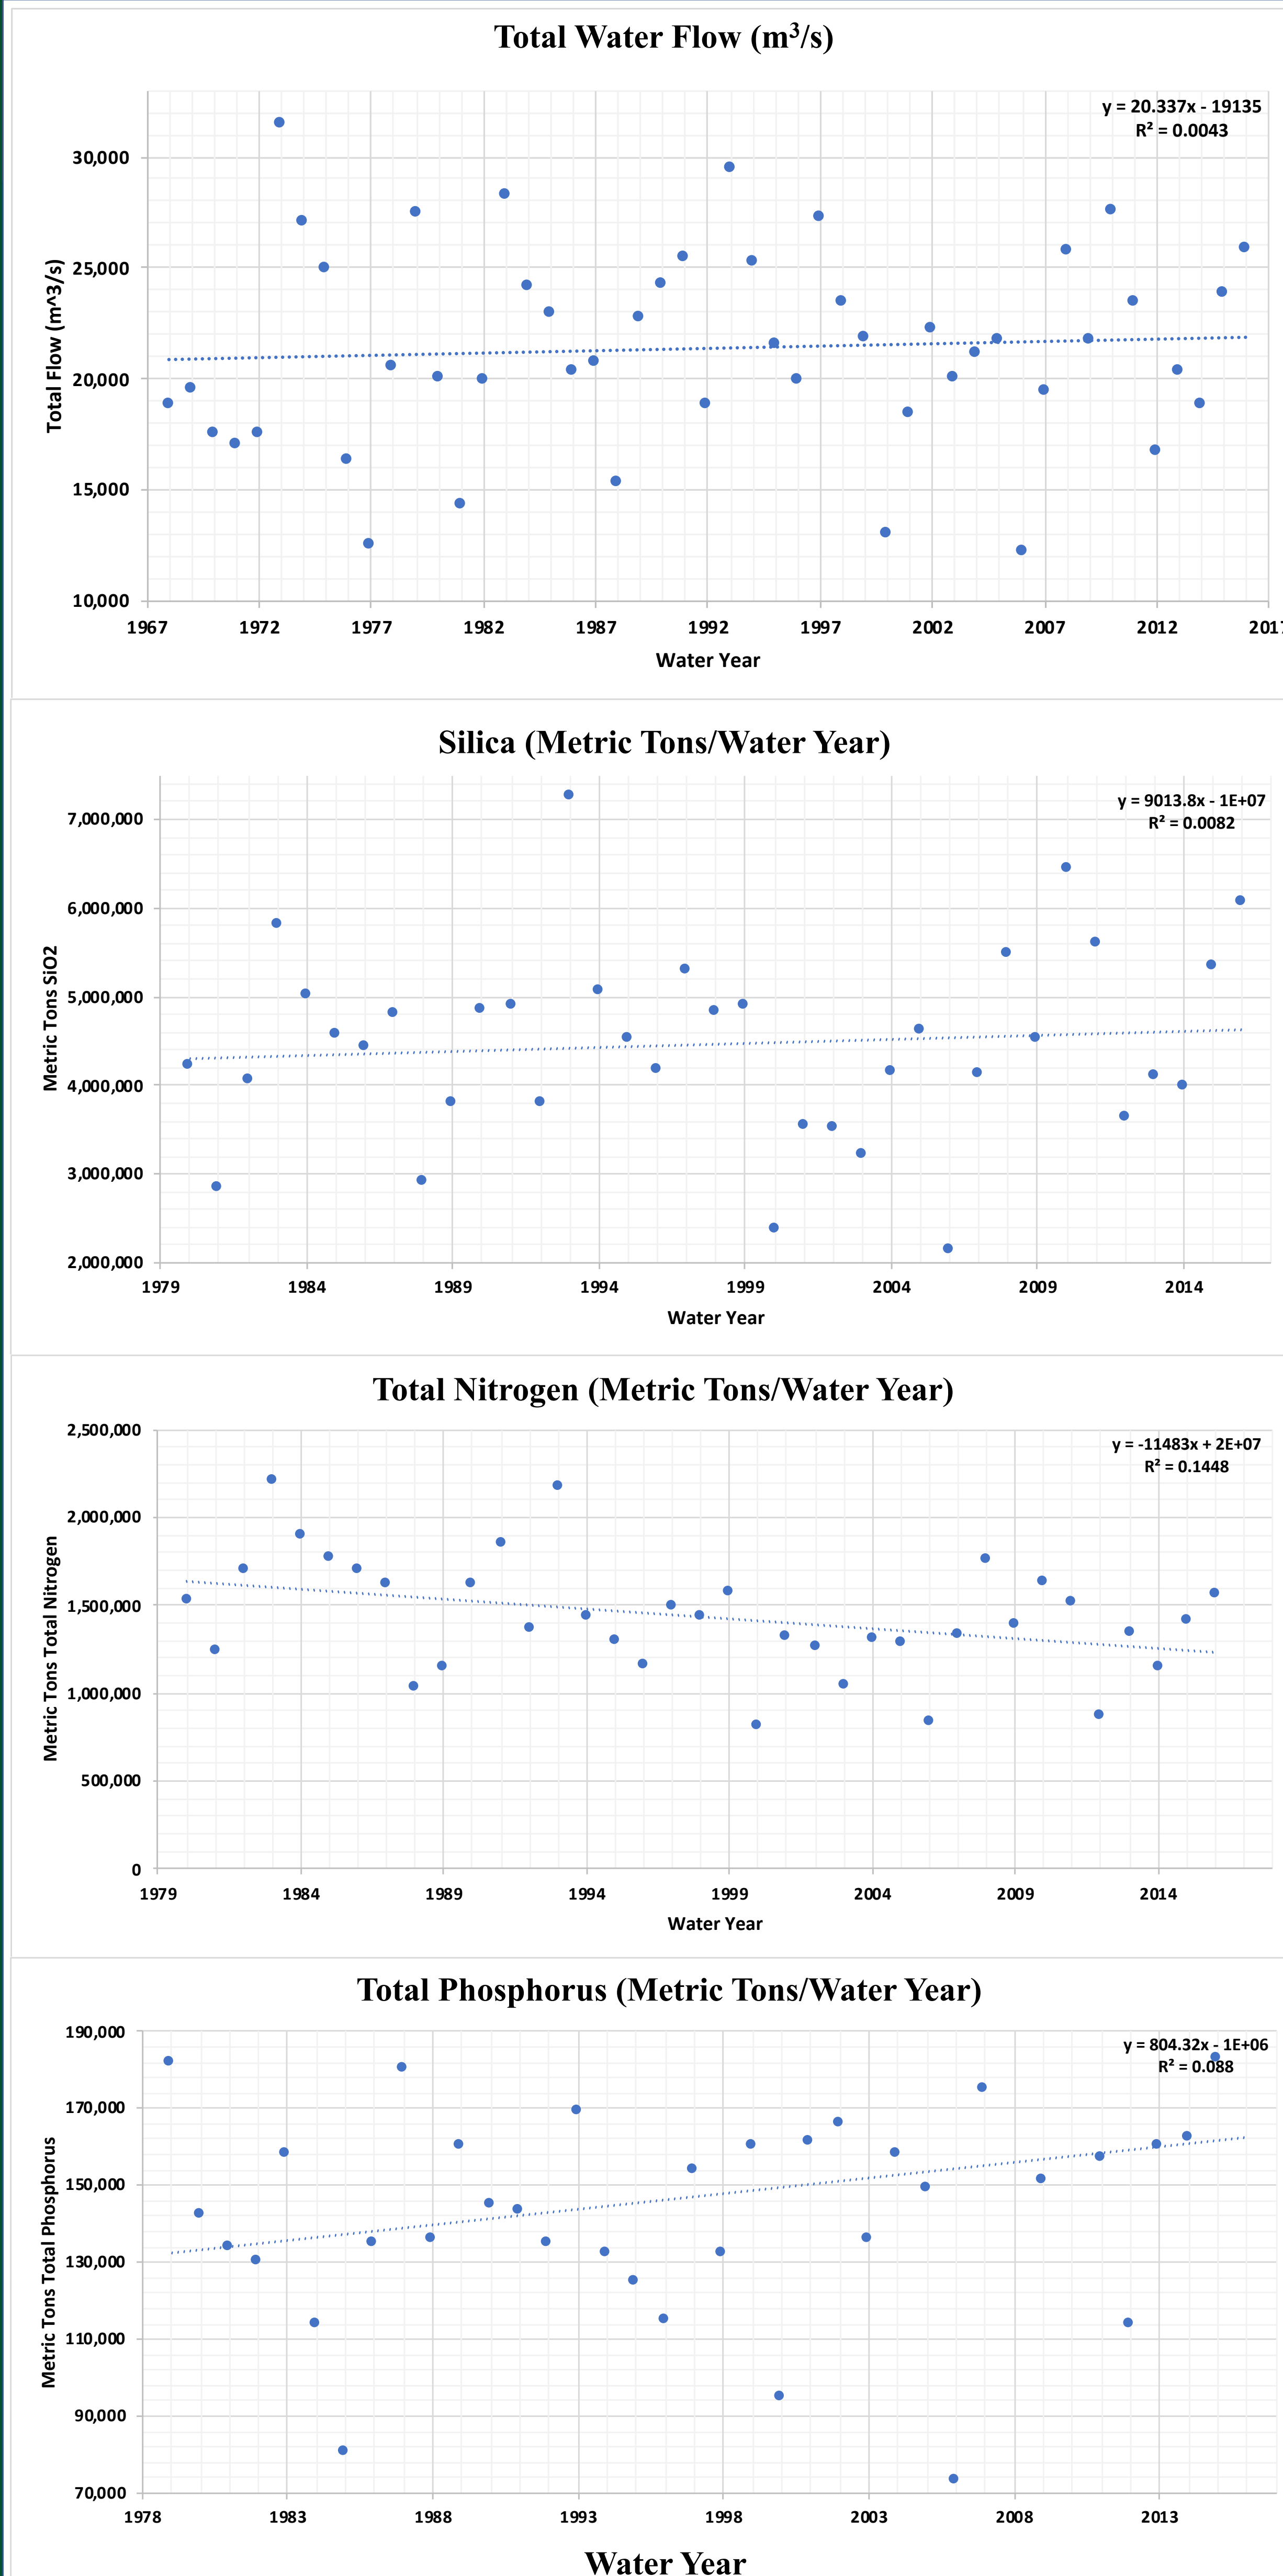 Total Water Flow (m³/s)
y = 20.337x - 19135
R² = 0.0043
Total Flow (m^3/s)
30,000
25,000
20,000
15,000
10,000
1967 1972 1977 1982 1987 1992 1997 2002 2007 2012 201
Water Year
Silica (Metric Tons/Water Year)
y = 9013.8x - 1E+07
R² = 0.0082
Metric Tons SiO2
7,000,000
6,000,000
5,000,000
4,000,000
3,000,000
2,000,000
1979 1984 1989 1994 1999 2004 2009 2014
Water Year
Total Nitrogen (Metric Tons/Water Year)
y = -11483x + 2E+07
R² = 0.1448
Metric Tons Total Nitrogen
2,500,000
2,000,000
1,500,000
1,000,000
500,000
0
1979 1984 1989 1994 1999 2004 2009 2014
Water Year
Total Phosphorus (Metric Tons/Water Year)
y = 804.32x - 1E+06
R² = 0.088
Metric Tons Total Phosphorus
190,000
170,000
150,000
130,000
110,000
90,000
70,000
1978 1983 1988 1993 1998 2003 2008 2013
Water Year